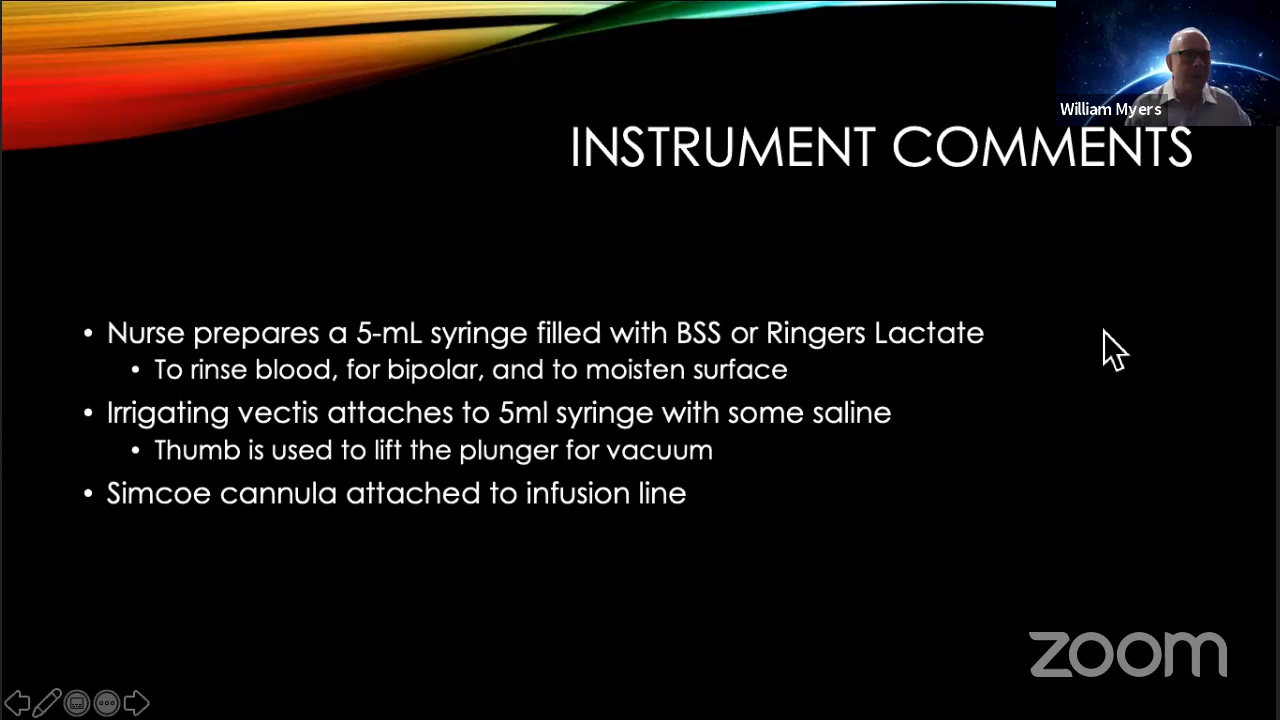 William Myers
INSTRUMENT COMMENTS
• Nurse prepares a 5-mL syringe filled with BSS or Ringers Lactate
• To rinse blood, for bipolar, and to moisten surface
• Irrigating vectis attaches to 5ml syringe with some saline
• Thumb is used to lift the plunger for vacuum
• Simcoe cannula attached to infusion line
zoom